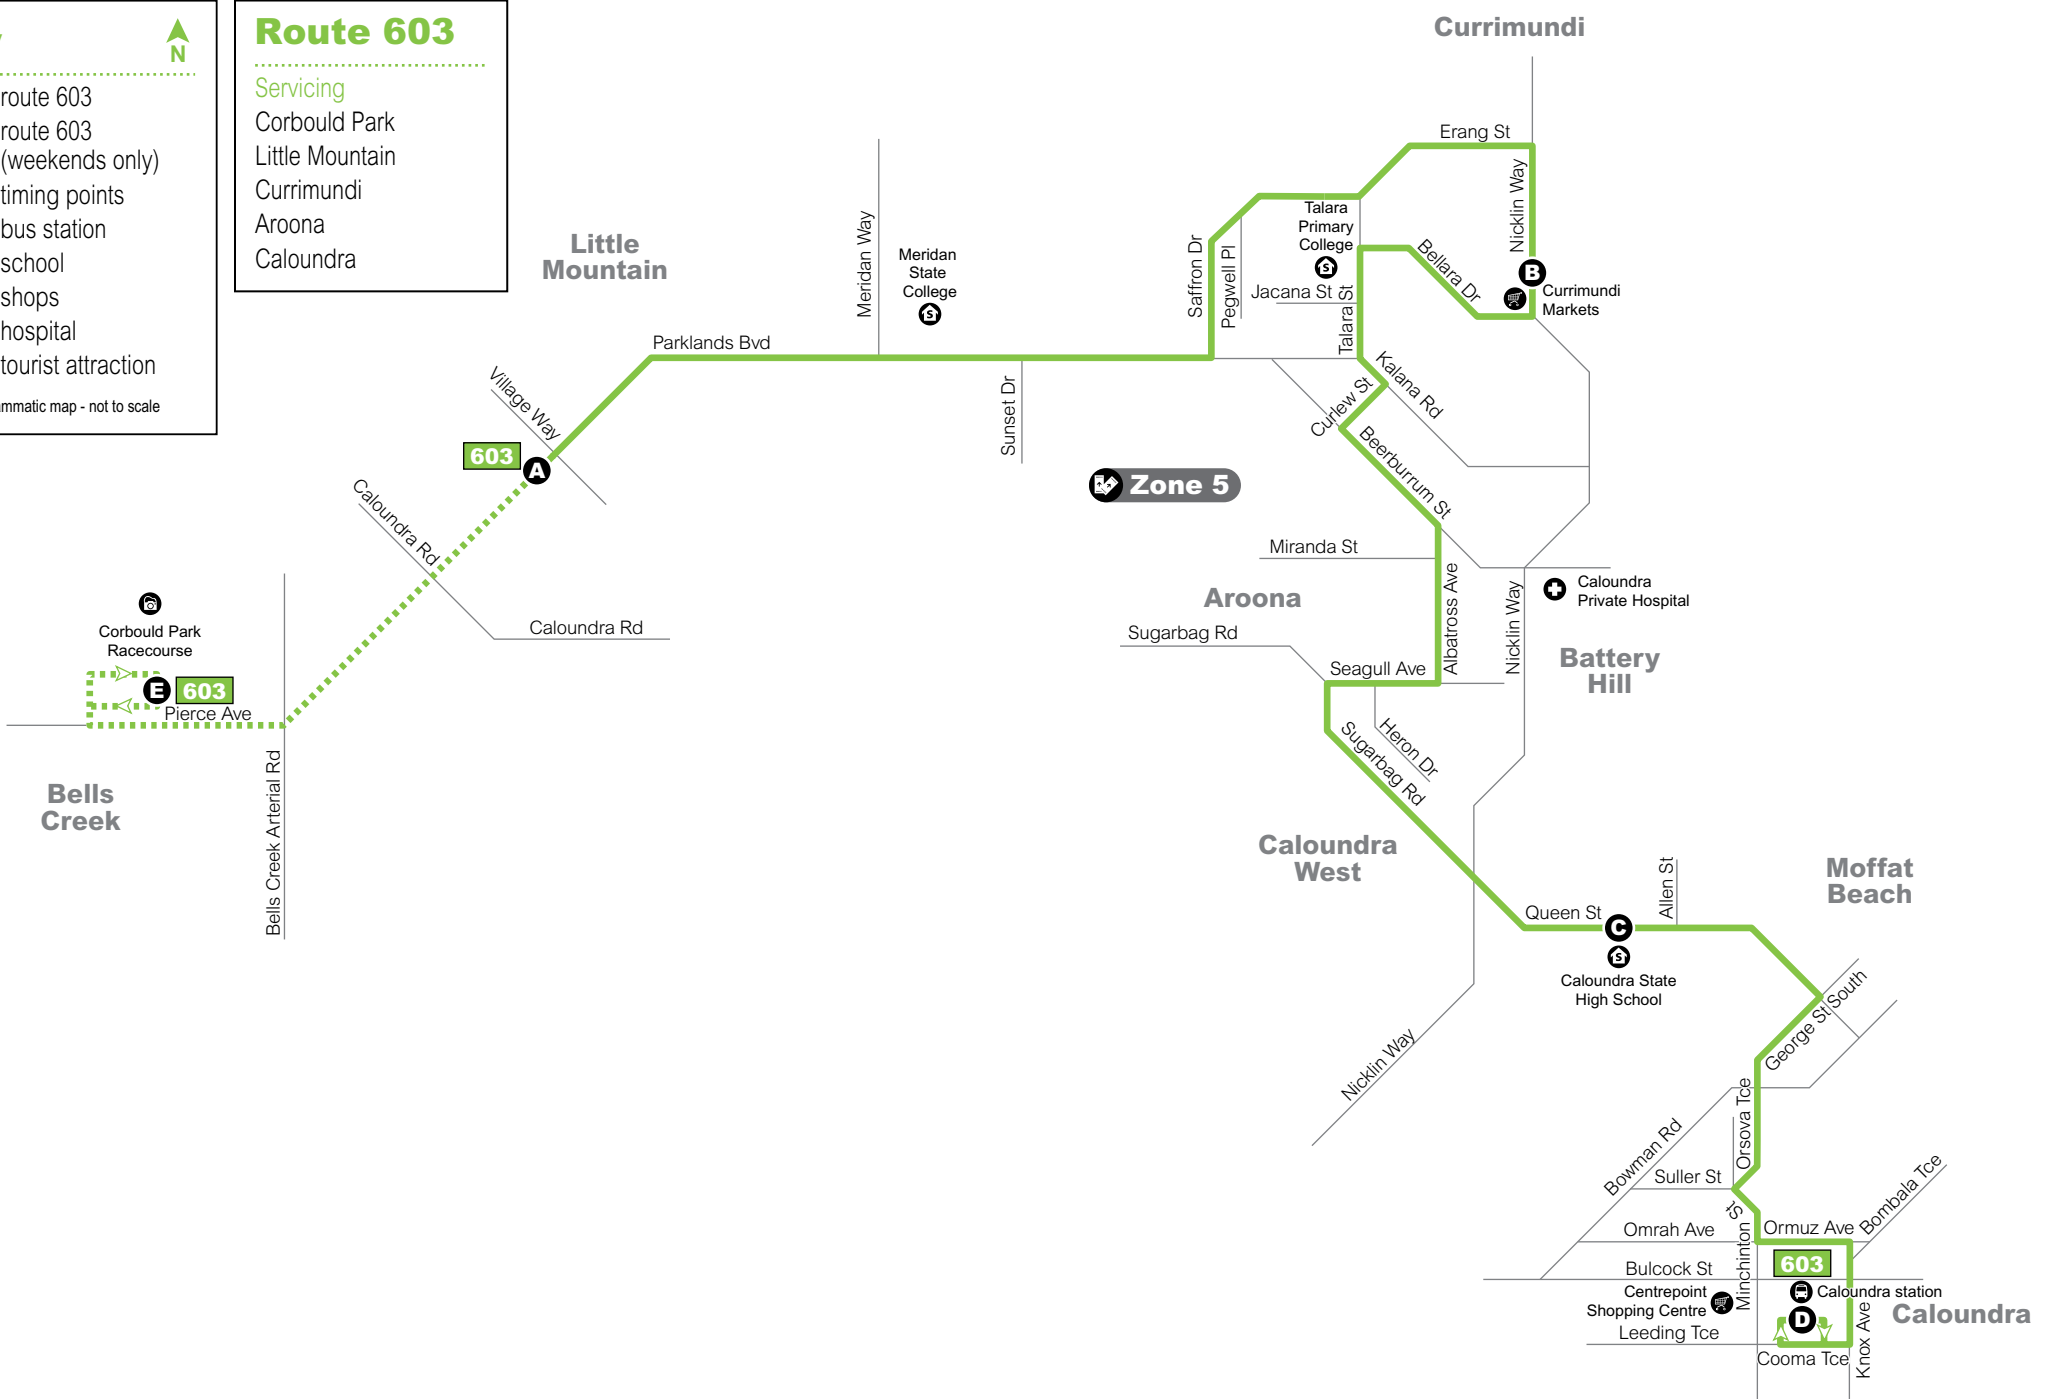 N
route 603
route 603
(weekends only)
timing points
bus station
school
shops
hospital
tourist attraction
map - not to scale
Route 603
Servicing
Corbould Park
Little Mountain
Currimundi
Aroona
Caloundra
Currimundi
Erang St
Nicklin Way
Talara
Primary
College
S
Saffron Dr
Pegwell Pl
Jacana St
Talara St
Bellara Dr
B
Currimundi
Markets
Little
Mountain
Meridan Way
Meridan
State
College
S
Parklands Bvd
Sunset Dr
Village Way
603
A
Caloundra Rd
Caloundra Rd
Kalana Rd
Curlew St
Beerburrum St
Zone 5
Miranda St
Albatross Ave
Nicklin Way
Caloundra
Private Hospital
Aroona
Sugarbag Rd
Seagull Ave
Battery
Hill
Corbould Park
Racecourse
E
603
Pierce Ave
Bells Creek Arterial Rd
Bells
Creek
Heron Dr
Sugarbag Rd
Caloundra
West
Moffat
Beach
Queen St
C
Allen St
S
Caloundra State
High School
George St South
Nicklin Way
Orsova Tce
Bowman Rd
Suller St
Bombala Tce
Omrah Ave
Minchinton St
Ormuz Ave
Bulcock St
603
Centrepoint
Shopping Centre
Caloundra station
D
Caloundra
Leeding Tce
Cooma Tce
Knox Ave